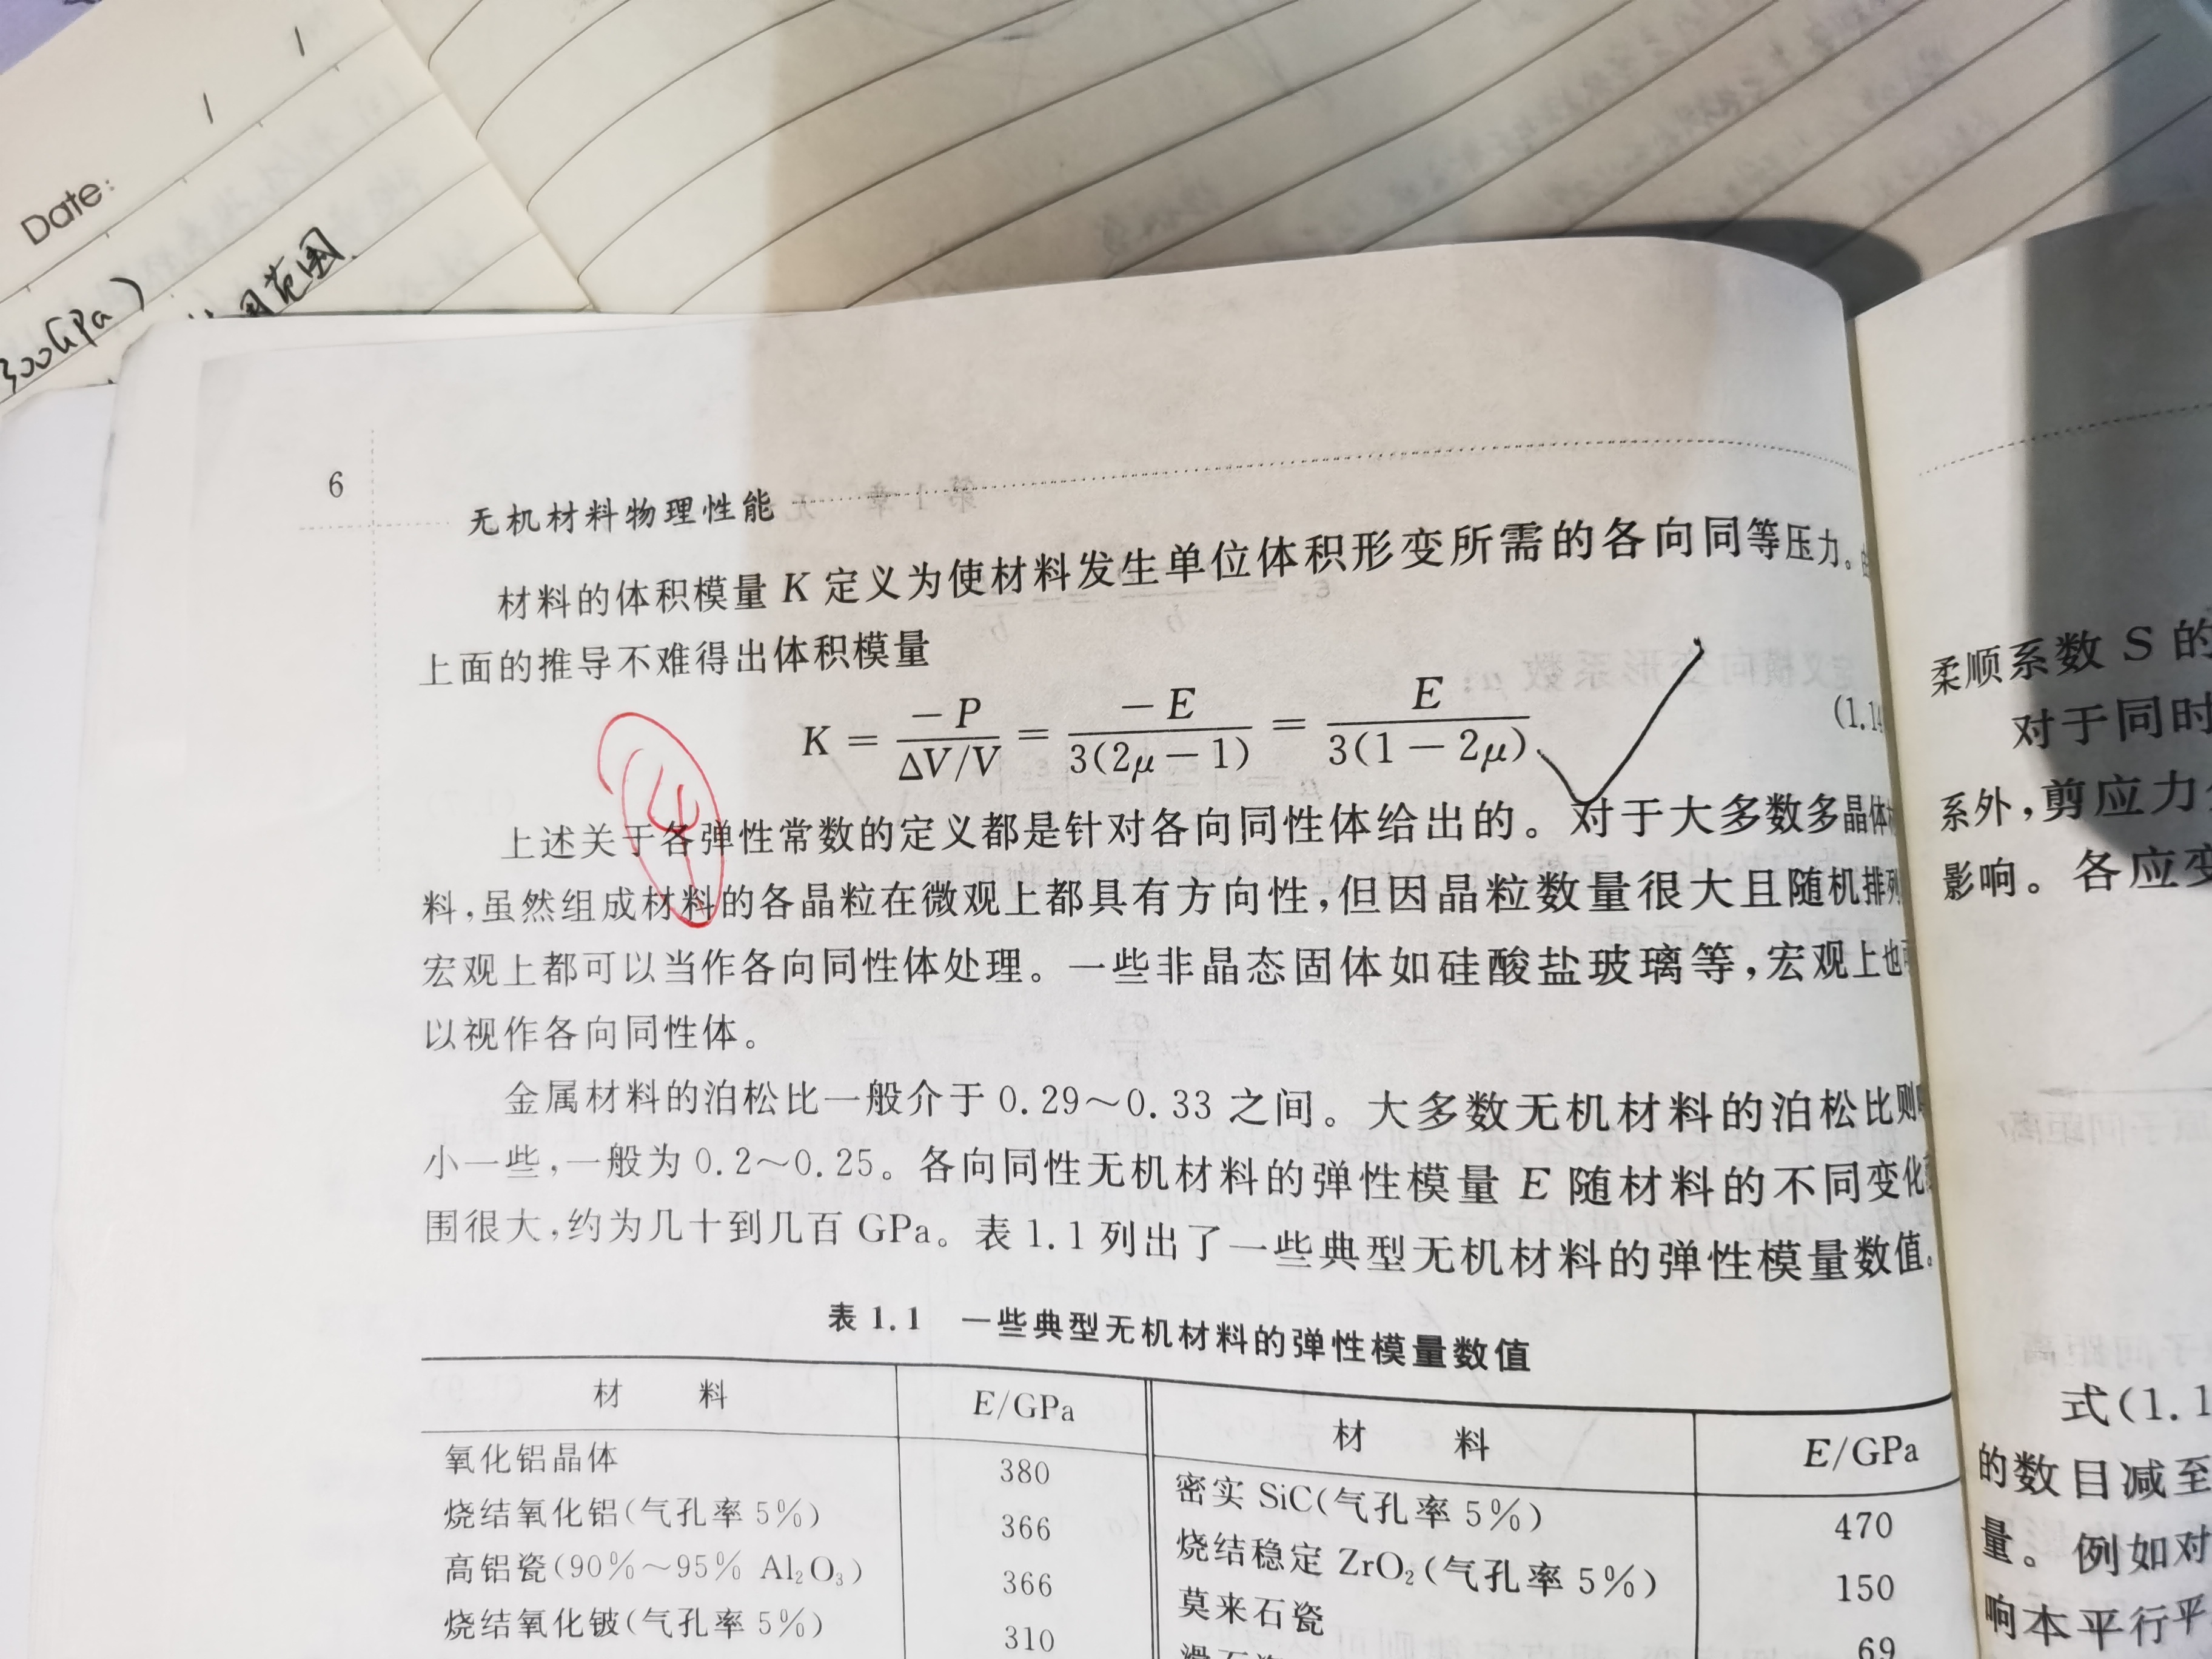 Date:
300GPa)
用范围
6
无机材料物理性能
材料的体积模量 K 定义为使材料发生单位体积形变所需的各向同等压力。
上面的推导不难得出体积模量
K = -P / ΔV/V = -E / 3(2μ-1) = E / 3(1-2μ)
(1.14
4
上述关于各弹性常数的定义都是针对各向同性体给出的。对于大多数多晶体
料,虽然组成材料的各晶粒在微观上都具有方向性,但因晶粒数量很大且随机排列
宏观上都可以当作各向同性体处理。一些非晶态固体如硅酸盐玻璃等,宏观上也
以视作各向同性体。
金属材料的泊松比一般介于 0.29～0.33 之间。大多数无机材料的泊松比则
小一些,一般为 0.2～0.25。各向同性无机材料的弹性模量 E 随材料的不同变化
围很大,约为几十到几百 GPa。表 1.1 列出了一些典型无机材料的弹性模量数值。
表 1.1 一些典型无机材料的弹性模量数值
材 料 E/GPa 材 料 E/GPa
氧化铝晶体 380 密实 SiC(气孔率 5%) 470
烧结氧化铝(气孔率 5%) 366 烧结稳定 ZrO₂(气孔率 5%) 150
高铝瓷(90%～95% Al₂O₃) 366 莫来石瓷 69
烧结氧化铍(气孔率 5%) 310 滑石
柔顺系数 S 的
对于同时
系外,剪应力
影响。各应变
式(1.1
的数目减至
量。例如对
响本平行平